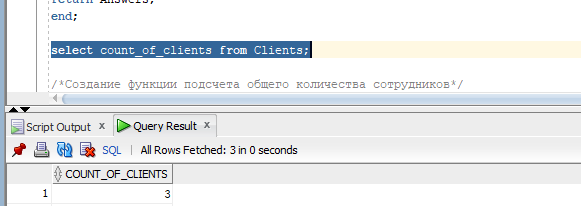 return Answers;
end;
select count_of_clients from Clients;
/*Создание функции подсчета общего количества сотрудников*/
Script Output x Query Result x
SQL | All Rows Fetched: 3 in 0 seconds
COUNT_OF_CLIENTS
1 3